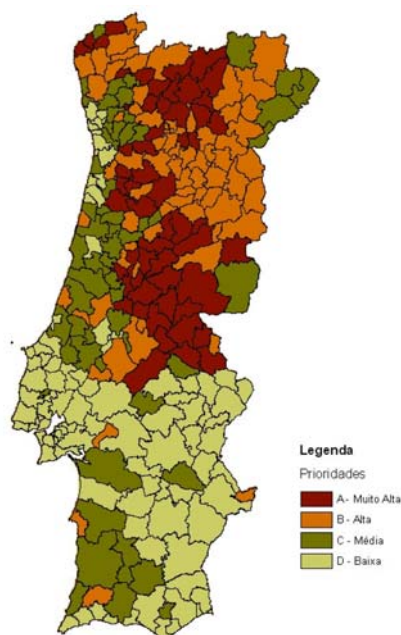 Legenda
Prioridades
A - Muito Alta
B - Alta
C - Média
D - Baixa